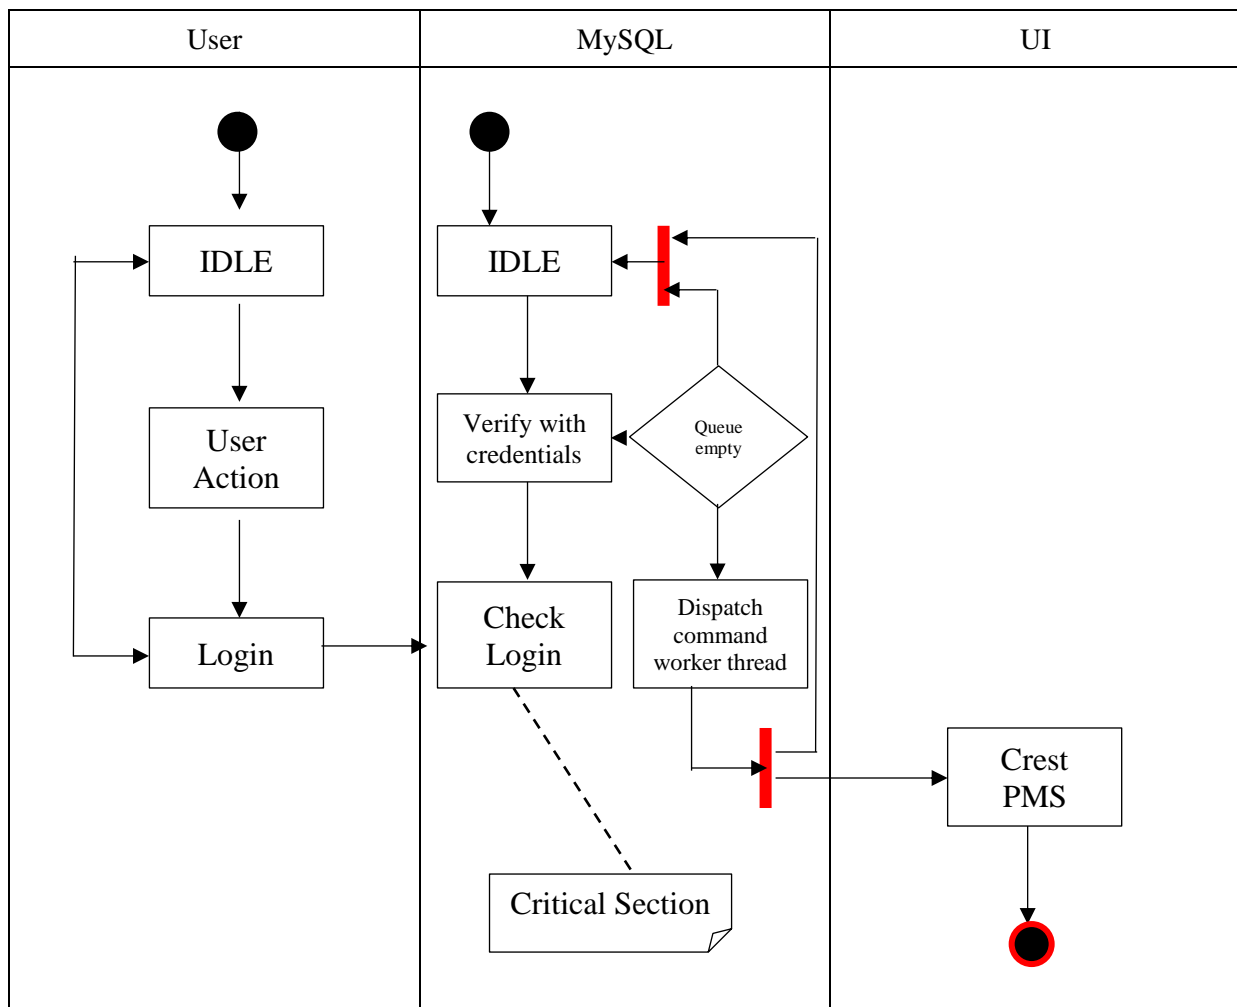 User
MySQL
UI
IDLE
IDLE
User
Action
Verify with
credentials
Queue
empty
Login
Check
Login
Dispatch
command
worker thread
Crest
PMS
Critical Section